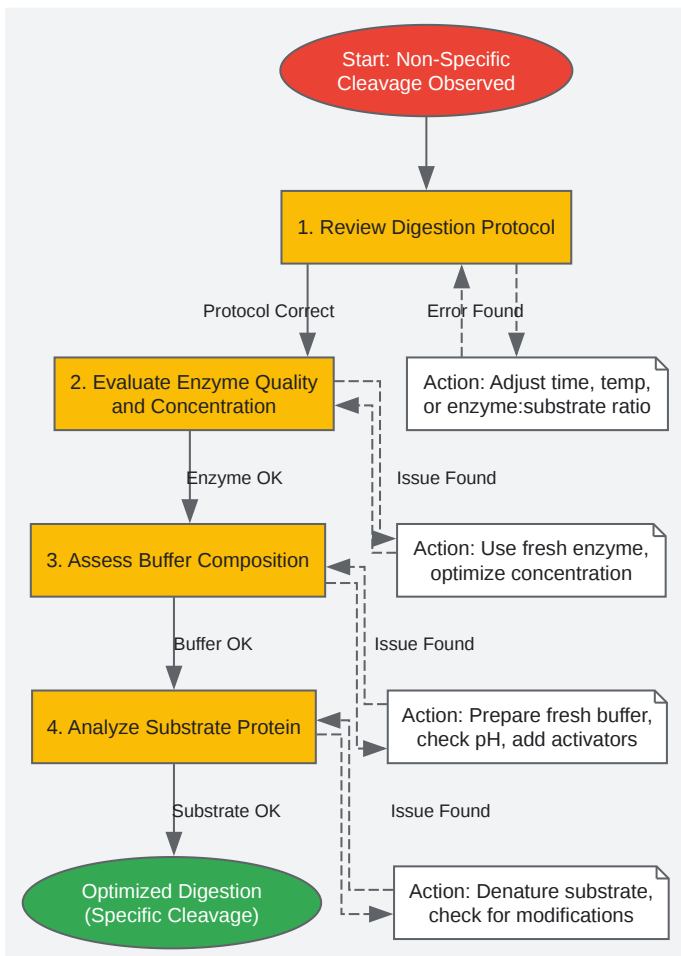 Start: Non-Specific
Cleavage Observed
1. Review Digestion Protocol
Protocol Correct
Error Found
2. Evaluate Enzyme Quality
and Concentration
Action: Adjust time, temp,
or enzyme:substrate ratio
Enzyme OK
Issue Found
3. Assess Buffer Composition
Action: Use fresh enzyme,
optimize concentration
Buffer OK
Issue Found
4. Analyze Substrate Protein
Action: Prepare fresh buffer,
check pH, add activators
Substrate OK
Issue Found
Optimized Digestion
(Specific Cleavage)
Action: Denature substrate,
check for modifications